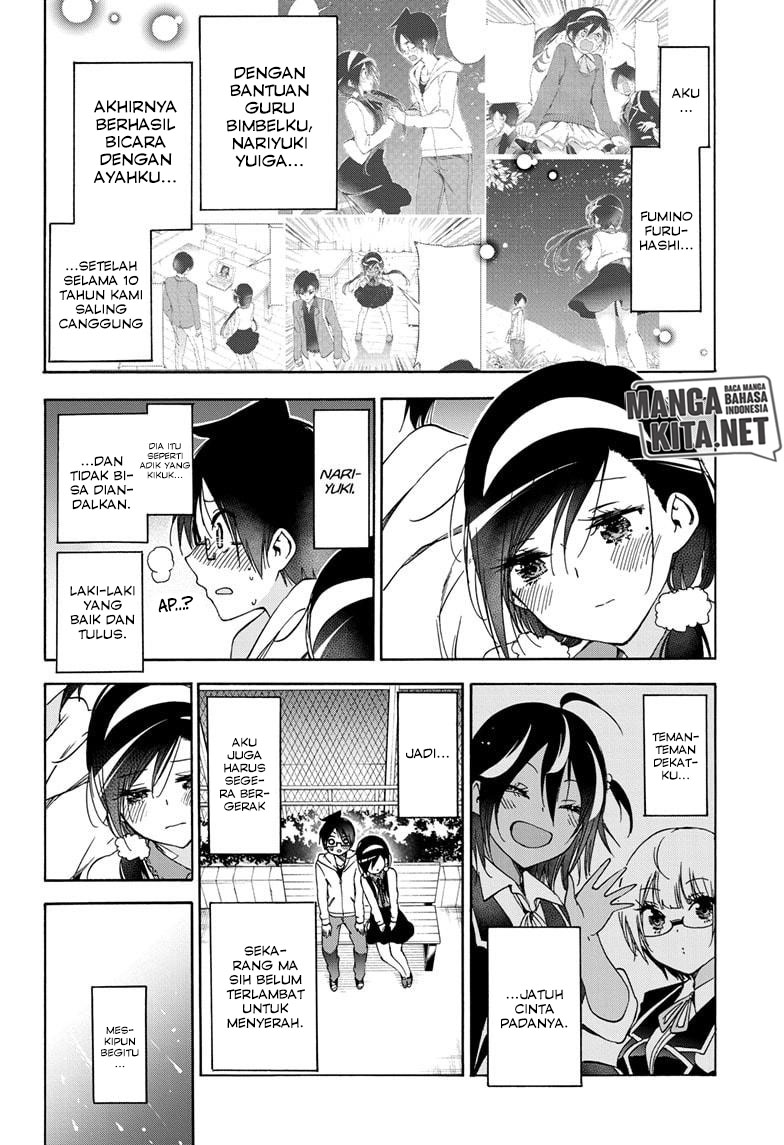 AKU
...
FUMINO
FURU-
HASHI...
DENGAN
BANTUAN
GURU
BIMBELKU,
NARIYUKI
YUIGA...
AKHIRNYA
BERHASIL
BICARA
DENGAN
AYAHKU...
...SETELAH
SELAMA 10
TAHUN KAMI
SALING
CANGGUNG
MANGA
KITA.NET
BACA MANGA
BAHASA
INDONESIA
NARI-
YUKI.
DIA ITU
SEPERTI
ADIK YANG
KIKUK...
...DAN
TIDAK BI-
SA DIAN-
DALKAN.
LAKI-LAKI
YANG
BAIK DAN
TULUS.
AP...?
TEMAN-
TEMAN
DEKAT-
KU...
...JATUH
CINTA
PADANYA.
JADI...
AKU
JUGA
HARUS
SEGE-
RA BER-
GERAK
SEKA-
RANG MA
SIH BELUM
TERLAMBAT
UNTUK
MENYERAH.
MES-
KIPUN
BEGITU
...